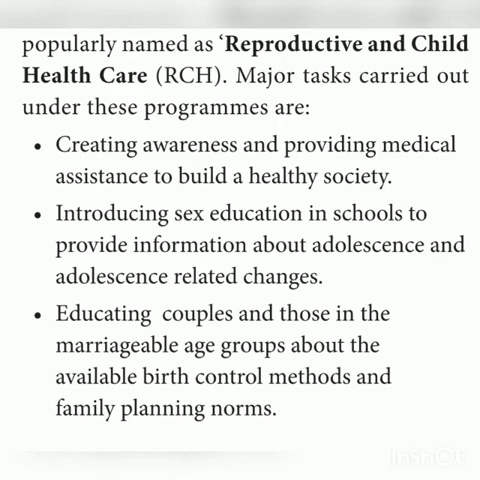 popularly named as ‘Reproductive and Child
Health Care (RCH). Major tasks carried out
under these programmes are:
• Creating awareness and providing medical
assistance to build a healthy society.
• Introducing sex education in schools to
provide information about adolescence and
adolescence related changes.
• Educating couples and those in the
marriageable age groups about the
available birth control methods and
family planning norms.
InShOt